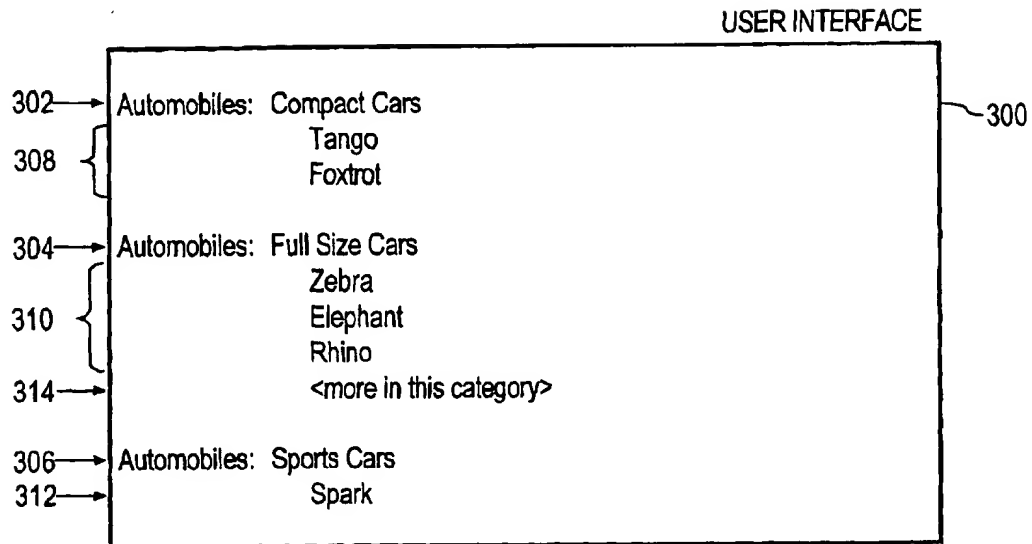 USER INTERFACE
302 Automobiles: Compact Cars 300
Tango
308
Foxtrot
304 Automobiles: Full Size Cars
Zebra
310 Elephant
Rhino
314 <more in this category>
306 Automobiles: Sports Cars
312 Spark